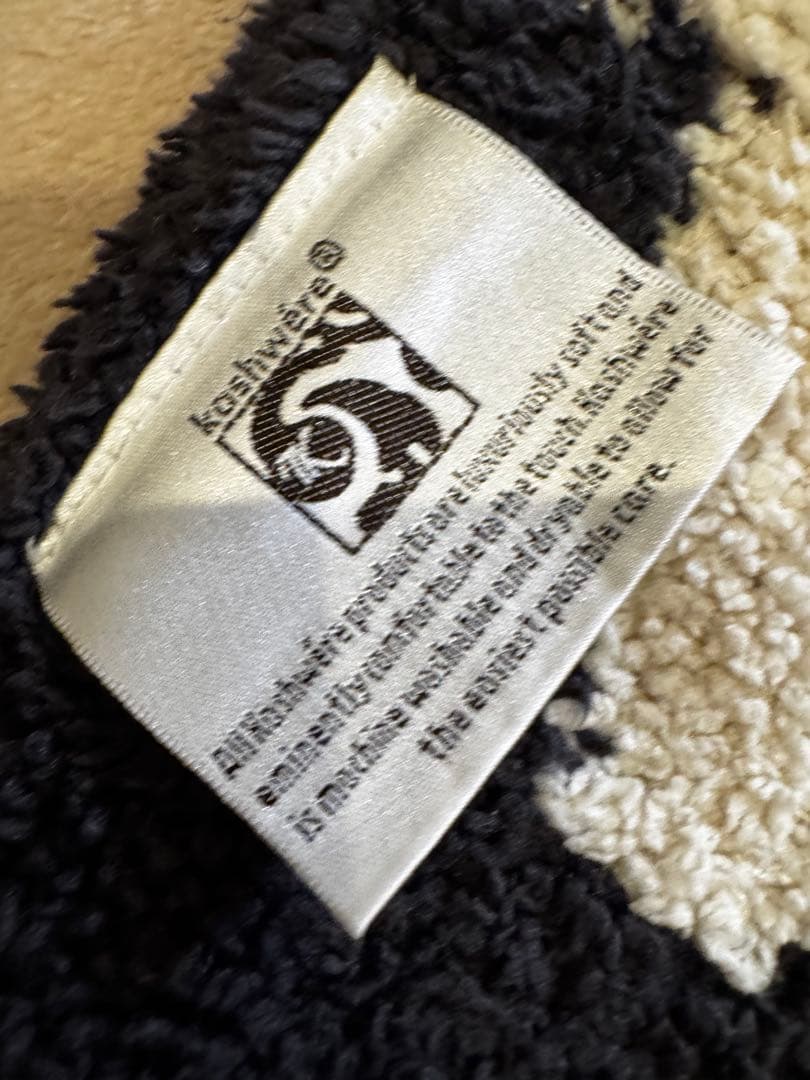 kashwére®
All Kashwére products are luxuriously soft and
eminently comfortable to the touch. Kashwére
is machine washable and dryable to allow for
the easiest possible care.